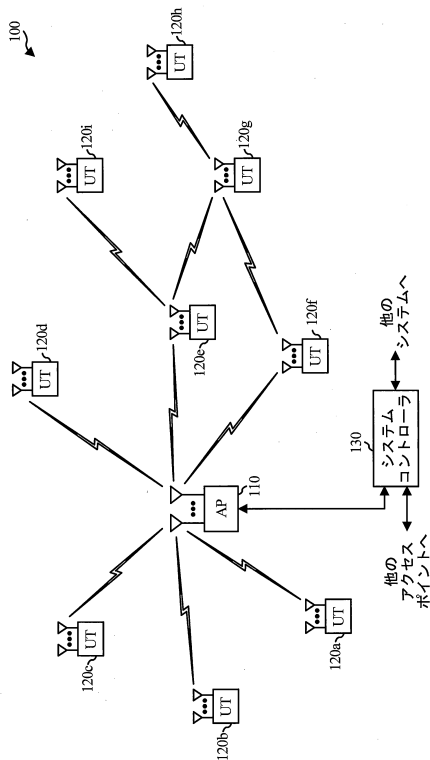 100
120h
UT
120i
UT
120g
UT
120d
UT
120e
UT
120f
UT
AP
110
120c
UT
120b
UT
120a
UT
130
システム
コントローラ
他の
システムへ
他の
アクセス
ポイントへ